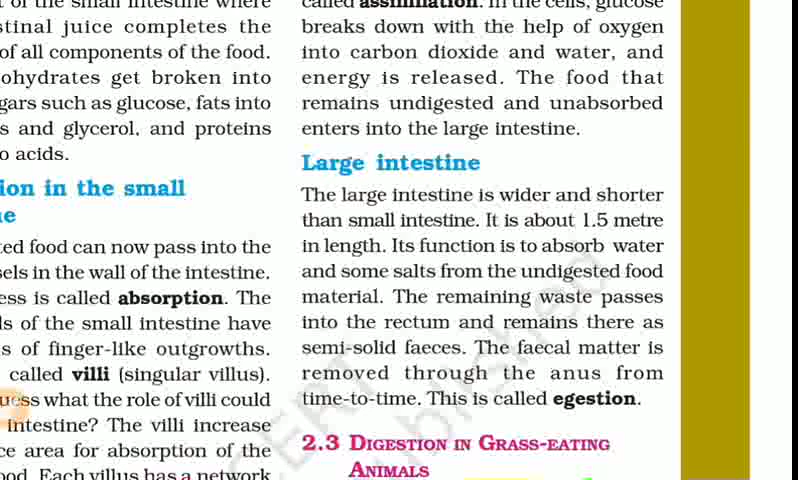 of the small intestine where
stinal juice completes the
of all components of the food.
ohydrates get broken into
gars such as glucose, fats into
s and glycerol, and proteins
o acids.
ion in the small
e
ted food can now pass into the
sels in the wall of the intestine.
ess is called absorption. The
ls of the small intestine have
s of finger-like outgrowths.
called villi (singular villus).
uess what the role of villi could
intestine? The villi increase
ce area for absorption of the
ood. Each villus has a network
called assimilation. In the cells, glucose
breaks down with the help of oxygen
into carbon dioxide and water, and
energy is released. The food that
remains undigested and unabsorbed
enters into the large intestine.
Large intestine
The large intestine is wider and shorter
than small intestine. It is about 1.5 metre
in length. Its function is to absorb water
and some salts from the undigested food
material. The remaining waste passes
into the rectum and remains there as
semi-solid faeces. The faecal matter is
removed through the anus from
time-to-time. This is called egestion.
2.3 DIGESTION IN GRASS-EATING
ANIMALS